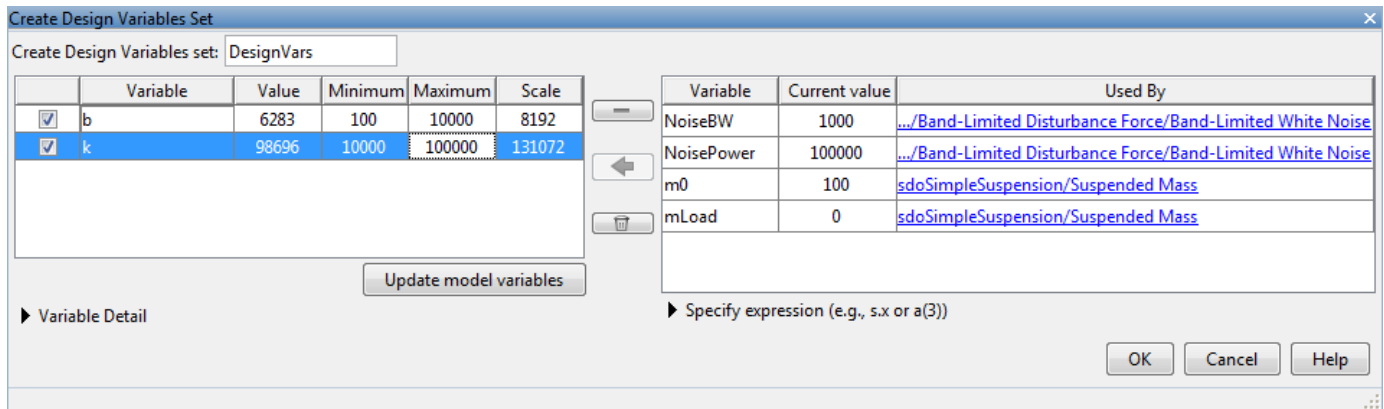 Create Design Variables Set
Create Design Variables set: DesignVars
Variable Value Minimum Maximum Scale
b 6283 100 10000 8192
k 98696 10000 100000 131072
Update model variables
Variable Detail
Variable Current value Used By
NoiseBW 1000 .../Band-Limited Disturbance Force/Band-Limited White Noise
NoisePower 100000 .../Band-Limited Disturbance Force/Band-Limited White Noise
m0 100 sdoSimpleSuspension/Suspended Mass
mLoad 0 sdoSimpleSuspension/Suspended Mass
Specify expression (e.g., s.x or a(3))
OK Cancel Help